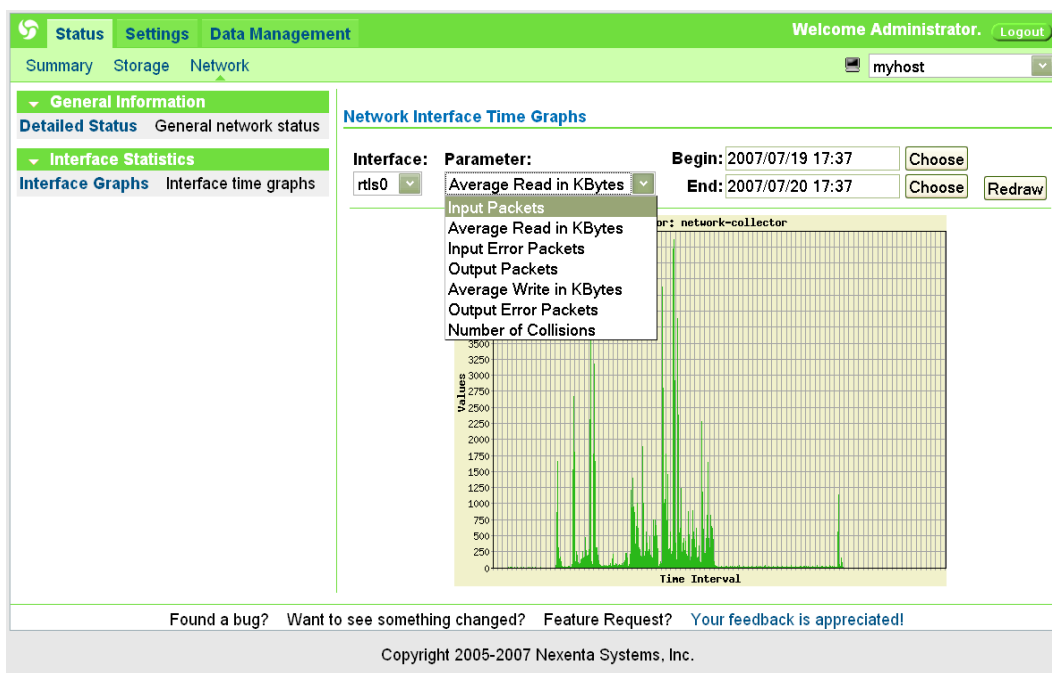 Status Settings Data Management
Welcome Administrator. Logout
Summary Storage Network
myhost
General Information
Detailed Status General network status
Interface Statistics
Interface Graphs Interface time graphs
Network Interface Time Graphs
Interface: Parameter: Begin: 2007/07/19 17:37 Choose
rtls0 Average Read in KBytes End: 2007/07/20 17:37 Choose Redraw
Input Packets
Average Read in KBytes
Input Error Packets
Output Packets
Average Write in KBytes
Output Error Packets
Number of Collisions
or: network-collector
Values
3500
3250
3000
2750
2500
2250
2000
1750
1500
1250
1000
750
500
250
0
Time Interval
Found a bug? Want to see something changed? Feature Request? Your feedback is appreciated!
Copyright 2005-2007 Nexenta Systems, Inc.